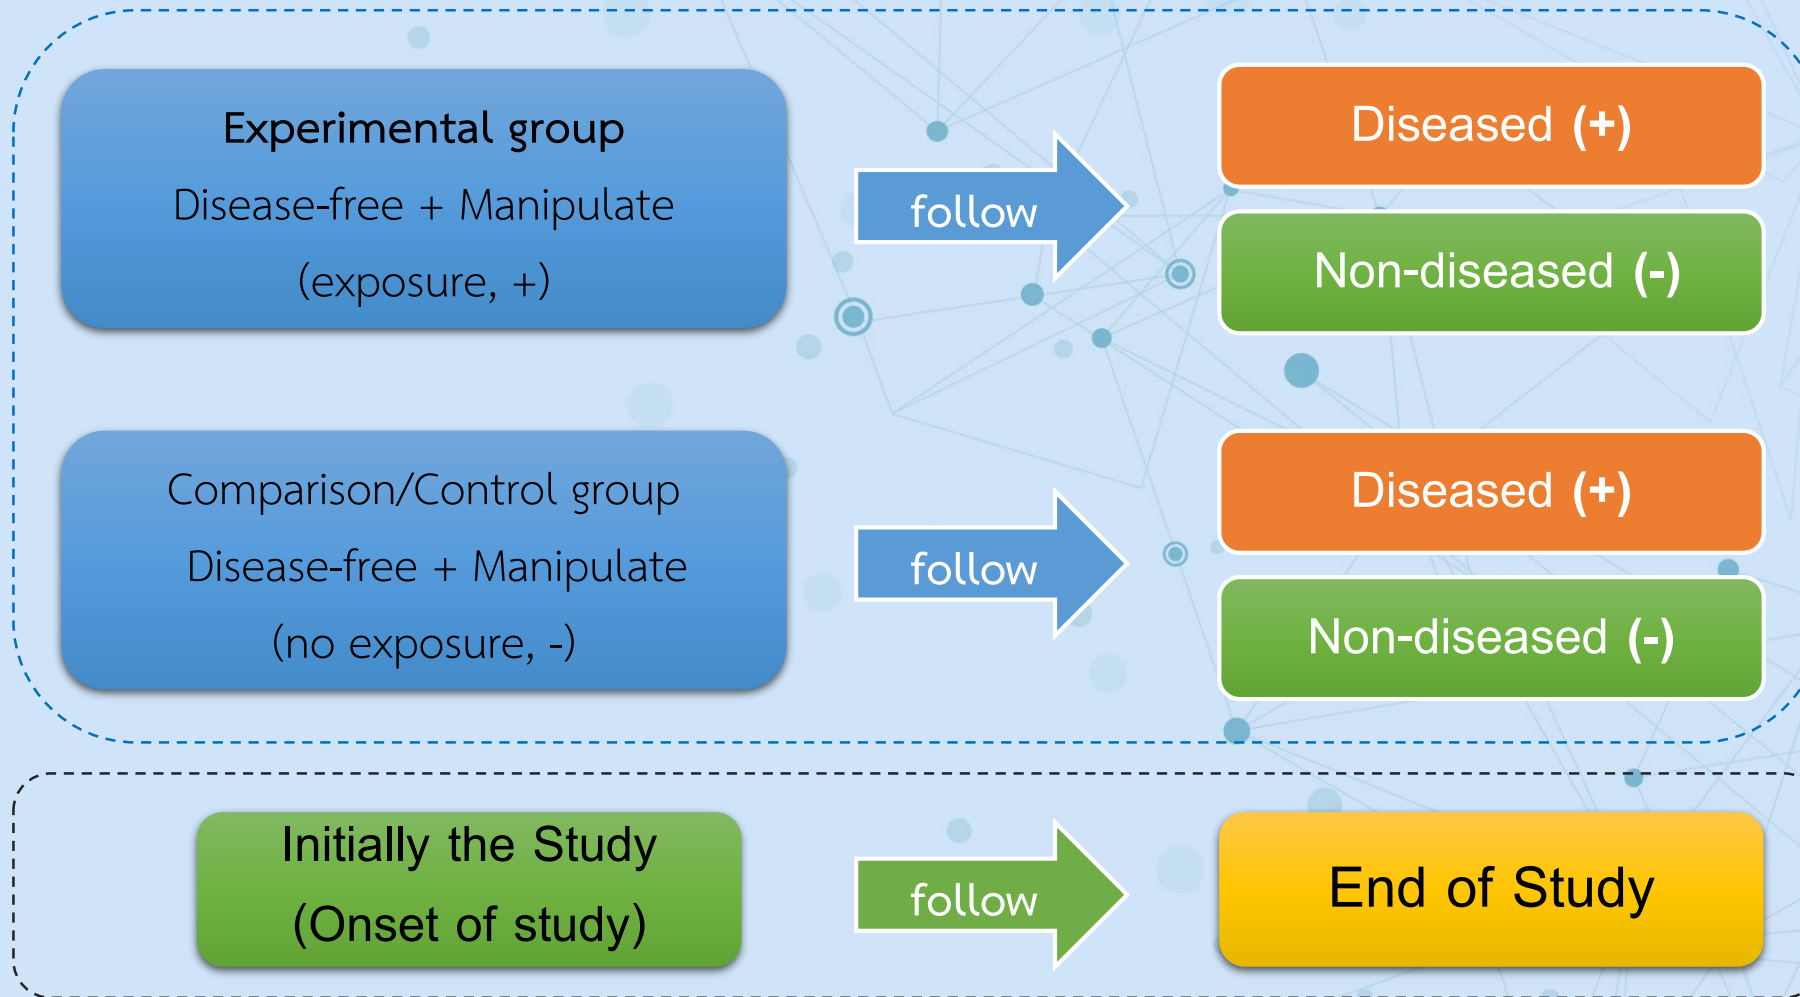 Experimental group
Disease-free + Manipulate
(exposure, +)
follow
Diseased (+)
Non-diseased (-)
Comparison/Control group
Disease-free + Manipulate
(no exposure, -)
follow
Diseased (+)
Non-diseased (-)
Initially the Study
(Onset of study)
follow
End of Study